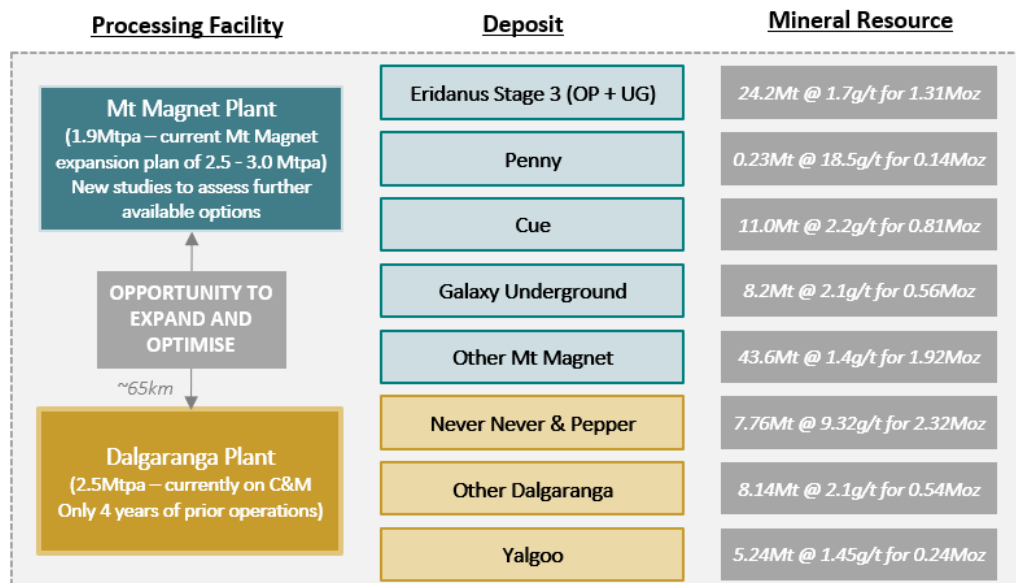 Processing Facility
Deposit
Mineral Resource
Mt Magnet Plant
(1.9Mtpa – current Mt Magnet
expansion plan of 2.5 - 3.0 Mtpa)
New studies to assess further
available options
OPPORTUNITY TO
EXPAND AND
OPTIMISE
~65km
Dalgaranga Plant
(2.5Mtpa – currently on C&M
Only 4 years of prior operations)
Eridanus Stage 3 (OP + UG)
24.2Mt @ 1.7g/t for 1.31Moz
Penny
0.23Mt @ 18.5g/t for 0.14Moz
Cue
11.0Mt @ 2.2g/t for 0.81Moz
Galaxy Underground
8.2Mt @ 2.1g/t for 0.56Moz
Other Mt Magnet
43.6Mt @ 1.4g/t for 1.92Moz
Never Never & Pepper
7.76Mt @ 9.32g/t for 2.32Moz
Other Dalgaranga
8.14Mt @ 2.1g/t for 0.54Moz
Yalgoo
5.24Mt @ 1.45g/t for 0.24Moz